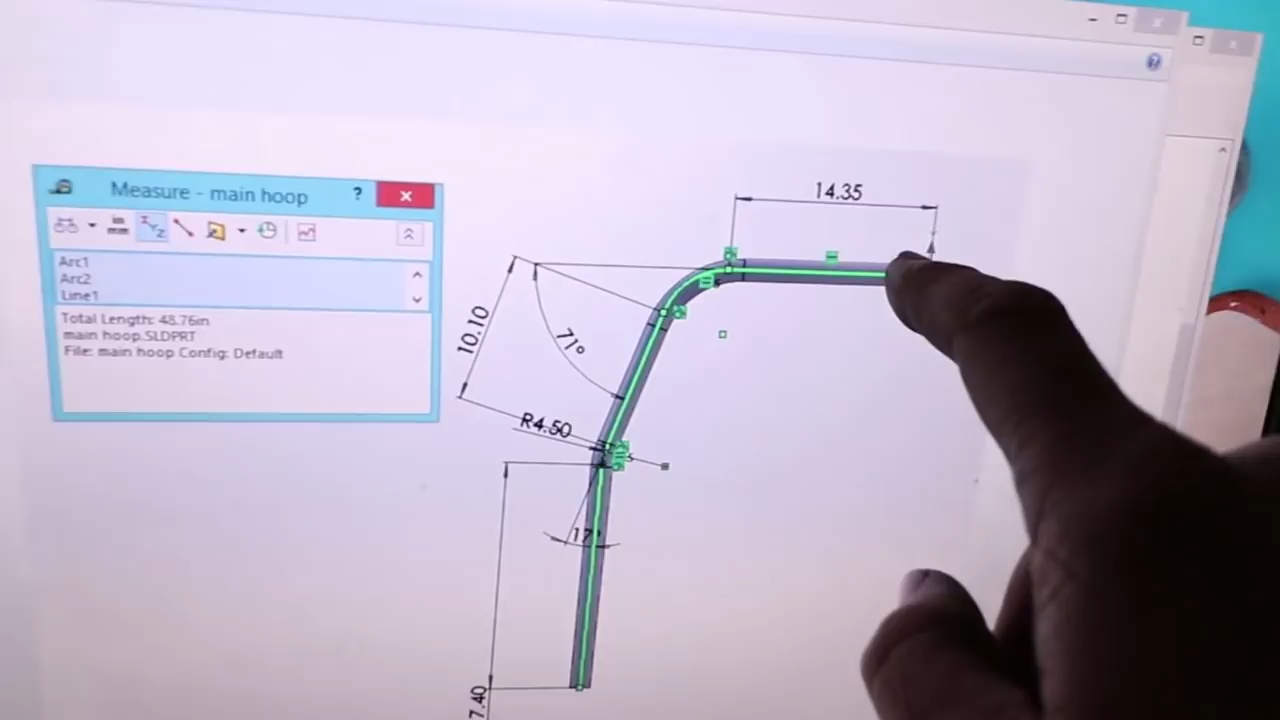 Measure - main hoop
?
Arc1
Arc2
Line1
Total Length: 48.76in
main hoop.SLDPRT
File: main hoop Config: Default
14.35
10.10
71°
R4.50
7.40